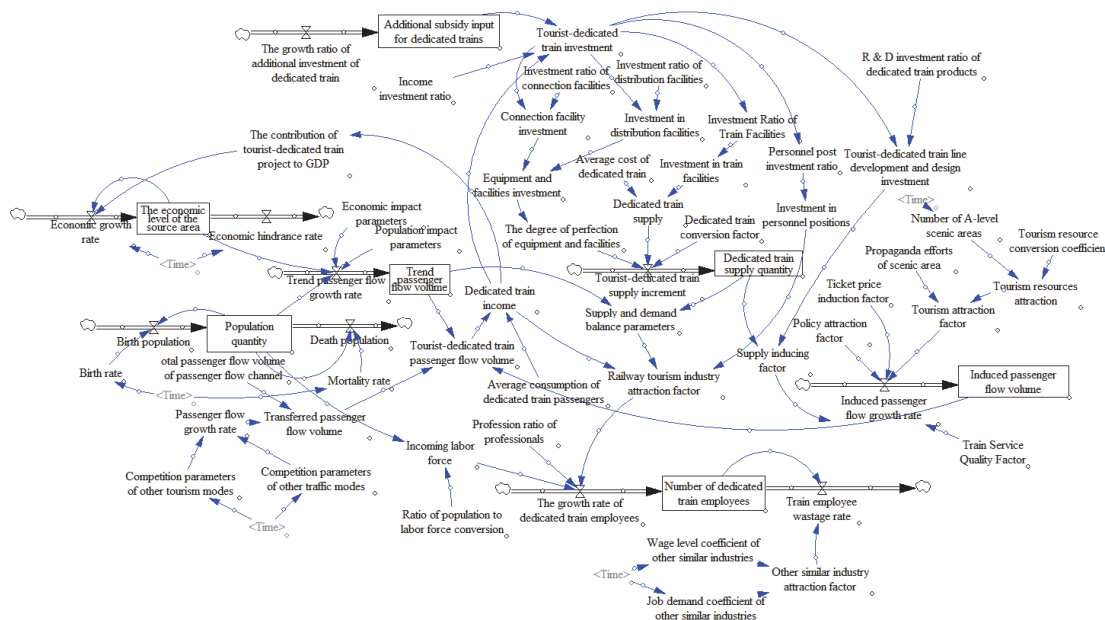 Additional subsidy input
for dedicated trains
The growth ratio of
additional investment of
dedicated train
Tourist-dedicated
train investment
R & D investment ratio of
dedicated train products
Income
investment ratio
Investment ratio of
connection facilities
Investment ratio of
distribution facilities
Connection facility
investment
Investment in
distribution facilities
Investment Ratio of
Train Facilities
The contribution of
tourist-dedicated train
project to GDP
Average cost of
dedicated train
Investment in train
facilities
Personnel post
investment ratio
Tourist-dedicated train line
development and design
investment
Equipment and
facilities investment
<Time>
Economic growth
rate
The economic
level of the
source area
Economic hindrance rate
Economic impact
parameters
Population impact
parameters
Dedicated train
supply
Investment in
personnel positions
Number of A-level
scenic areas
The degree of perfection
of equipment and facilities
Dedicated train
conversion factor
Tourism resource
conversion coefficien
<Time>
Trend passenger flow
growth rate
Trend
passenger
flow volume
Dedicated train
income
Tourist-dedicated train
supply increment
Dedicated train
supply quantity
Propaganda efforts
of scenic area
Tourism resources
attraction
Ticket price
induction factor
Tourism attraction
factor
Supply and demand
balance parameters
Policy attraction
factor
Birth population
Population
quantity
Death population
Tourist-dedicated train
passenger flow volume
Supply inducing
factor
Birth rate
otal passenger flow volume
of passenger flow channel
Mortality rate
Railway tourism industry
attraction factor
Induced passenger
flow volume
<Time>
Average consumption of
dedicated train passengers
Induced passenger
flow growth rate
Passenger flow
growth rate
Transferred passenger
flow volume
Profession ratio of
professionals
Train Service
Quality Factor
Incoming labor
force
Competition parameters
of other tourism modes
Competition parameters
of other traffic modes
Number of dedicated
train employees
The growth rate of
dedicated train employees
Train employee
wastage rate
<Time>
Ratio of population to
labor force conversion
Wage level coefficient of
other similar industries
<Time>
Other similar industry
attraction factor
Job demand coefficient of
other similar industries